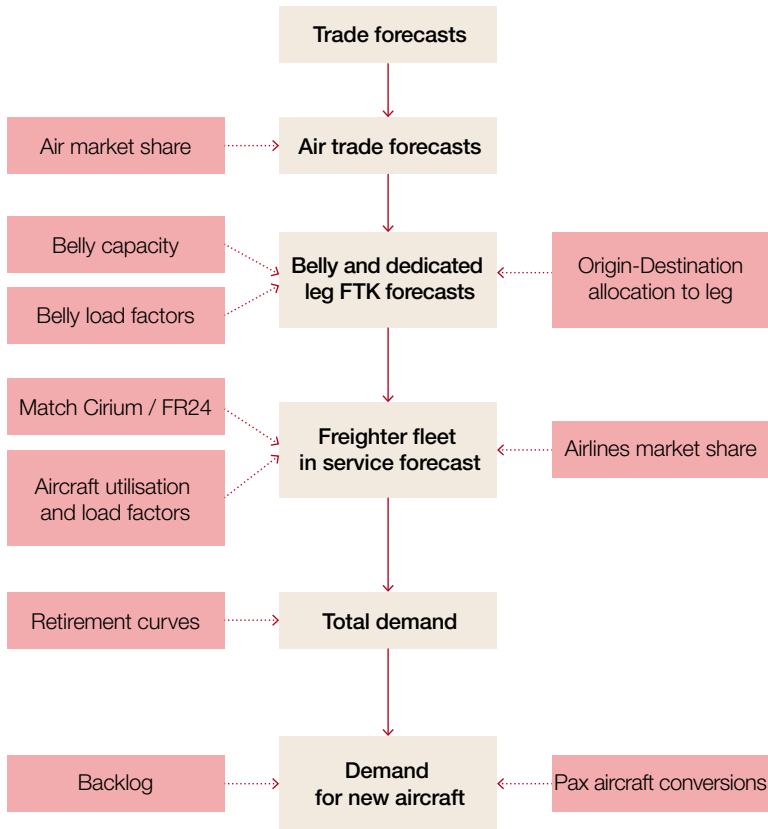 Trade forecasts
Air market share
Air trade forecasts
Belly capacity
Belly load factors
Belly and dedicated
leg FTK forecasts
Origin-Destination
allocation to leg
Match Cirium / FR24
Aircraft utilisation
and load factors
Freighter fleet
in service forecast
Airlines market share
Retirement curves
Total demand
Backlog
Demand
for new aircraft
Pax aircraft conversions